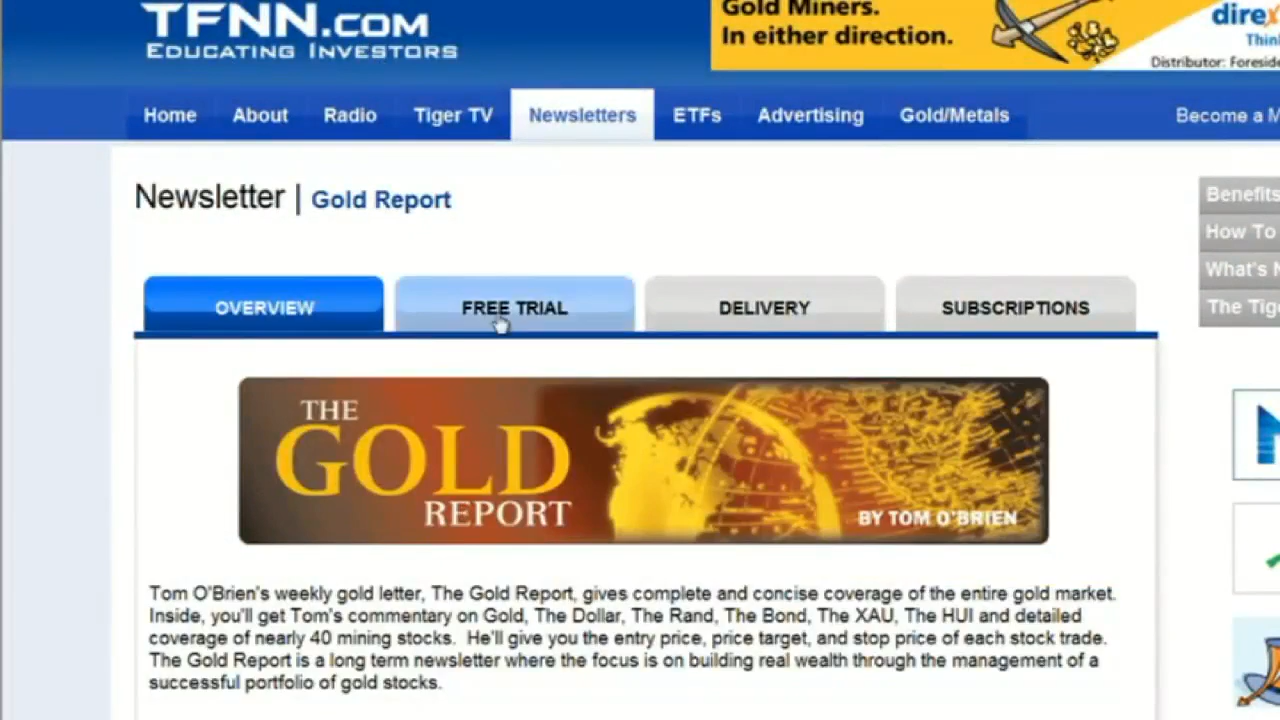 TFNN.COM
EDUCATING INVESTORS
Gold Miners.
In either direction.
Distributor:
Home About Radio Tiger TV Newsletters ETFs Advertising Gold/Metals Become a
Newsletter | Gold Report
Benefits
How To
What's
The
OVERVIEW FREE TRIAL DELIVERY SUBSCRIPTIONS
THE
GOLD
REPORT
BY TOM O'BRIEN
Tom O'Brien's weekly gold letter, The Gold Report, gives complete and concise coverage of the entire gold market.
Inside, you'll get Tom's commentary on Gold, The Dollar, The Rand, The Bond, The XAU, The HUI and detailed
coverage of nearly 40 mining stocks. He'll give you the entry price, price target, and stop price of each stock trade.
The Gold Report is a long term newsletter where the focus is on building real wealth through the management of a
successful portfolio of gold stocks.